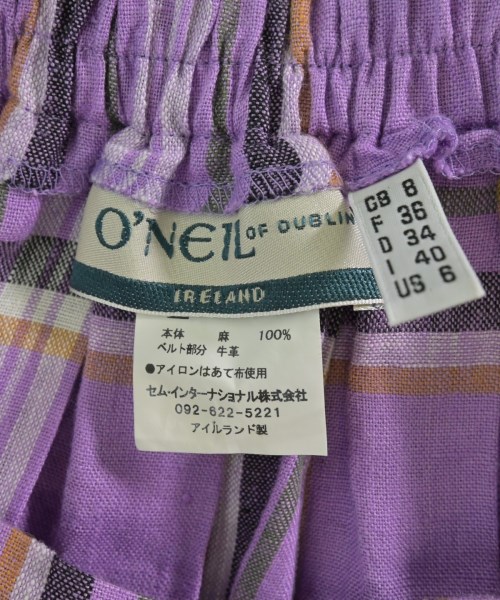 O'NEIL OF DUBLIN
IRELAND
GB 8
F 36
D 34
I 40
US 6
本体 麻 100%
ベルト部分 牛革
●アイロンはあて布使用
セム・インターナショナル株式会社
092-622-5221
アイルランド製